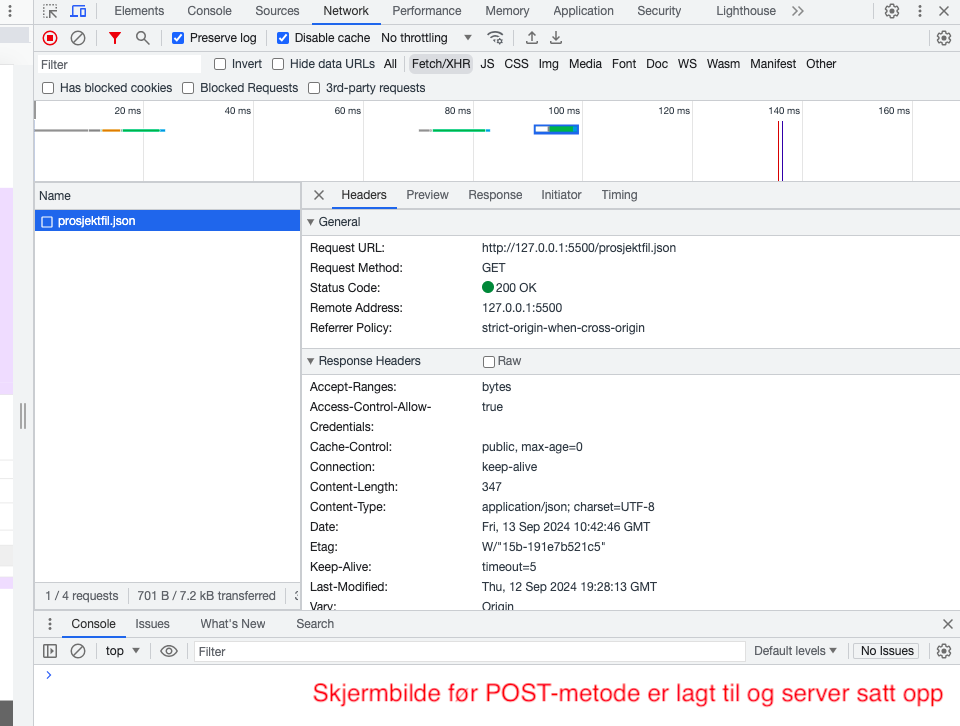 Elements Console Sources Network Performance Memory Application Security Lighthouse
Preserve log Disable cache No throttling
Filter Invert Hide data URLs All Fetch/XHR JS CSS Img Media Font Doc WS Wasm Manifest Other
Has blocked cookies Blocked Requests 3rd-party requests
20 ms 40 ms 60 ms 80 ms 100 ms 120 ms 140 ms 160 ms
Name
prosjektfil.json
1 / 4 requests 701 B / 7.2 kB transferred
Headers Preview Response Initiator Timing
General
Request URL: http://127.0.0.1:5500/prosjektfil.json
Request Method: GET
Status Code: 200 OK
Remote Address: 127.0.0.1:5500
Referrer Policy: strict-origin-when-cross-origin
Response Headers Raw
Accept-Ranges: bytes
Access-Control-Allow- true
Credentials:
Cache-Control: public, max-age=0
Connection: keep-alive
Content-Length: 347
Content-Type: application/json; charset=UTF-8
Date: Fri, 13 Sep 2024 10:42:46 GMT
Etag: W/"15b-191e7b521c5"
Keep-Alive: timeout=5
Last-Modified: Thu, 12 Sep 2024 19:28:13 GMT
Vary: Origin
Console Issues What's New Search
top Filter Default levels No Issues
Skjermbilde før POST-metode er lagt til og server satt opp